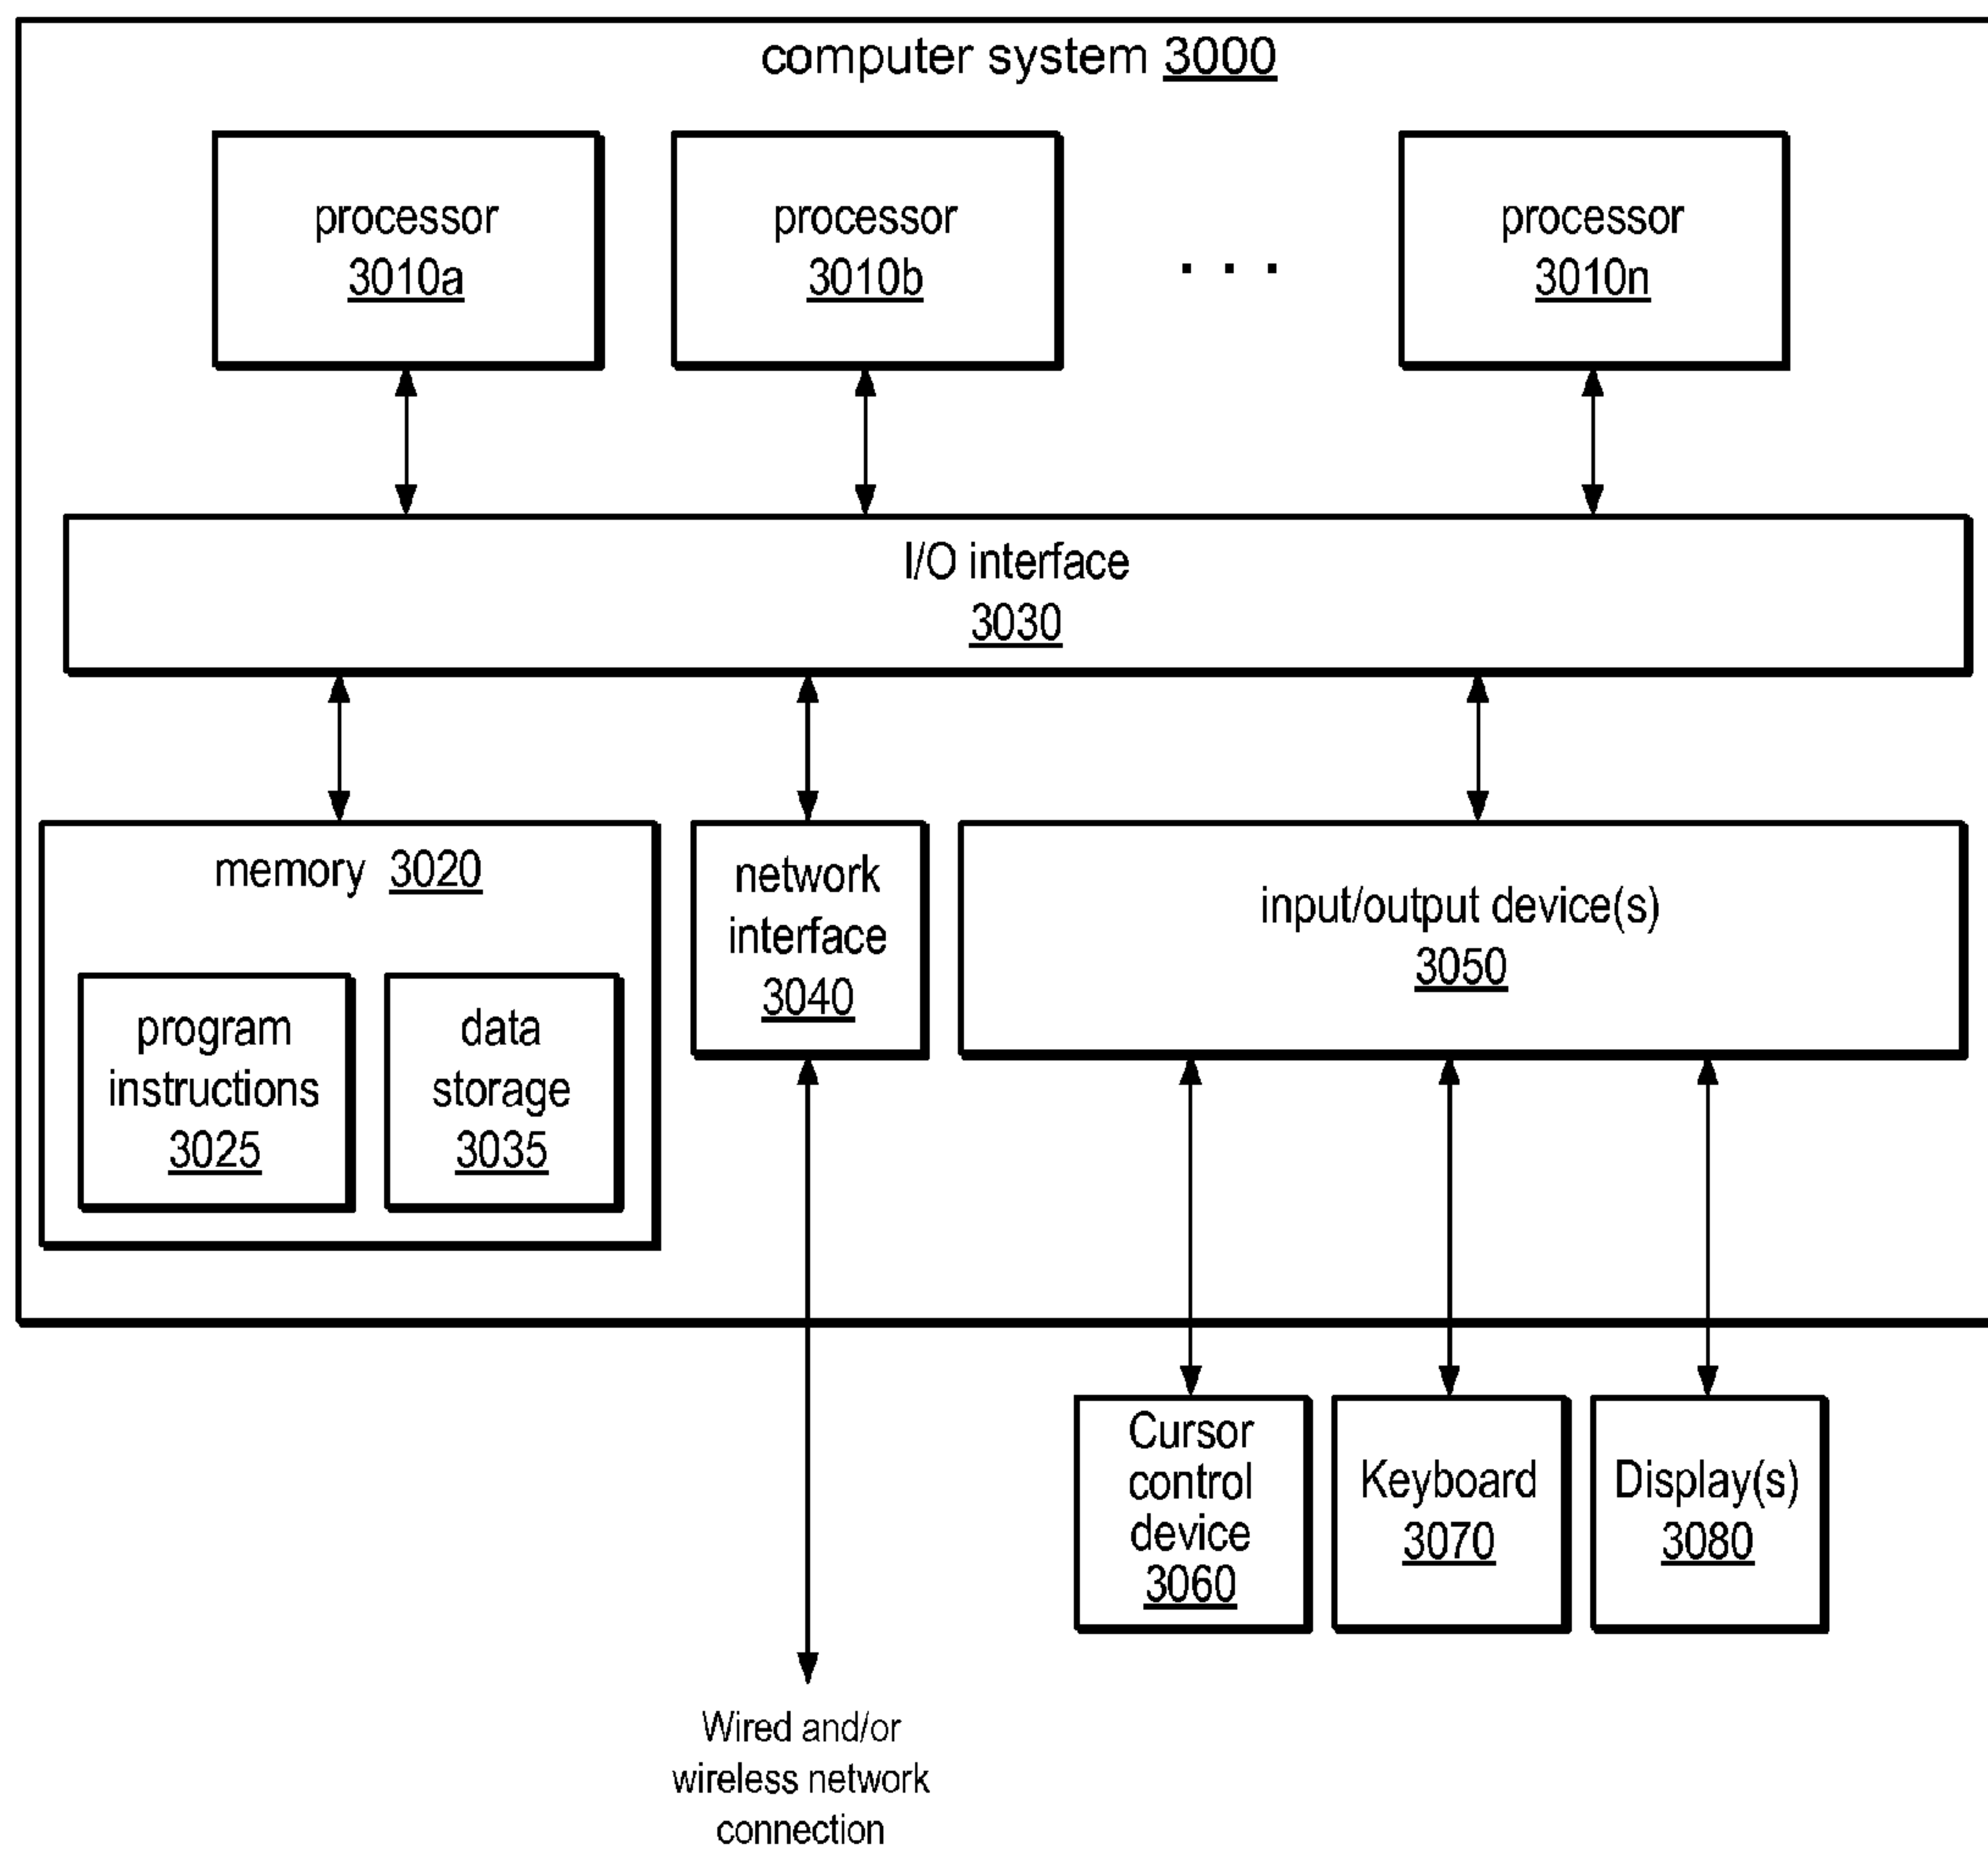 computer system 3000
processor
3010a
processor
3010b
. . .
processor
3010n
I/O interface
3030
memory 3020
program
instructions
3025
data
storage
3035
network
interface
3040
input/output device(s)
3050
Cursor
control
device
3060
Keyboard
3070
Display(s)
3080
Wired and/or
wireless network
connection